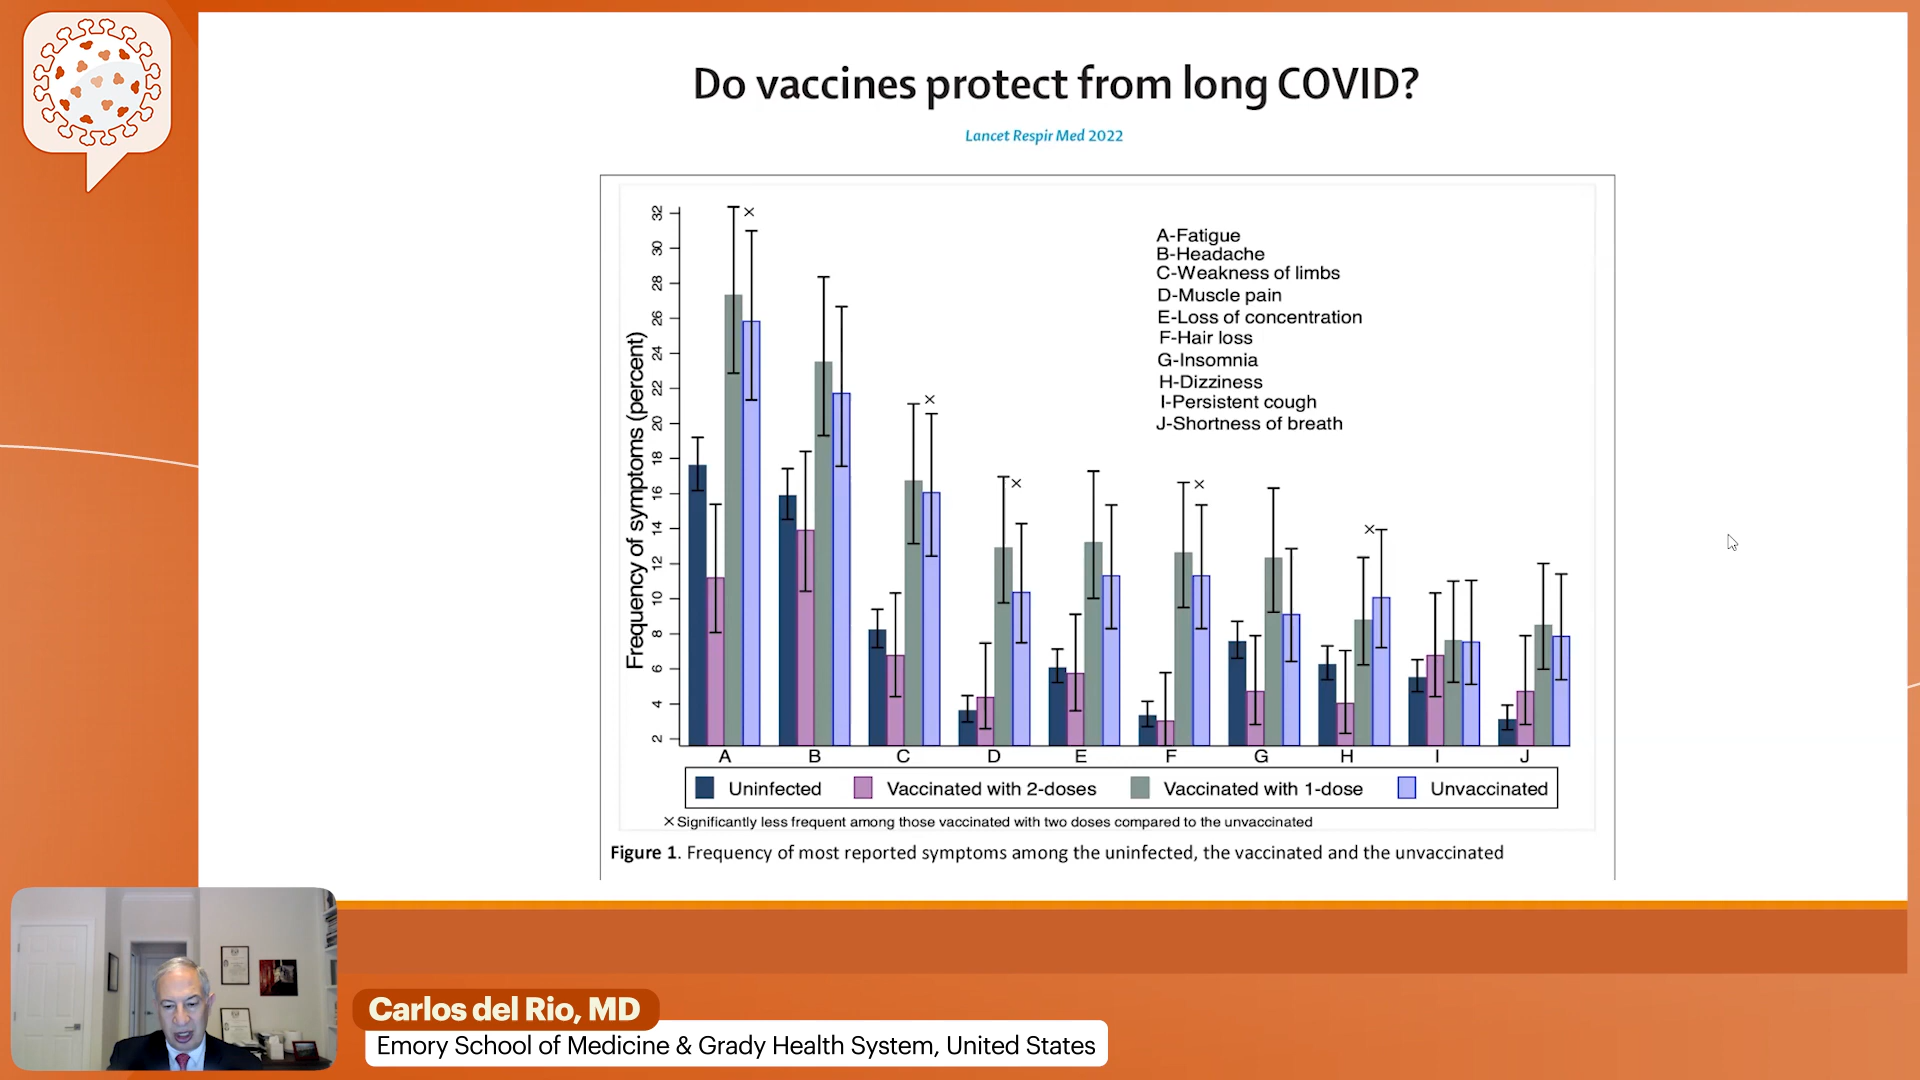 Do vaccines protect from long COVID?
Lancet Respir Med 2022
Frequency of symptoms (percent)
32
30
28
26
24
22
20
18
16
14
12
10
8
6
4
2
A-Fatigue
B-Headache
C-Weakness of limbs
D-Muscle pain
E-Loss of concentration
F-Hair loss
G-Insomnia
H-Dizziness
I-Persistent cough
J-Shortness of breath
A B C D E F G H I J
Uninfected Vaccinated with 2-doses Vaccinated with 1-dose Unvaccinated
× Significantly less frequent among those vaccinated with two doses compared to the unvaccinated
Figure 1. Frequency of most reported symptoms among the uninfected, the vaccinated and the unvaccinated
Carlos del Rio, MD
Emory School of Medicine & Grady Health System, United States